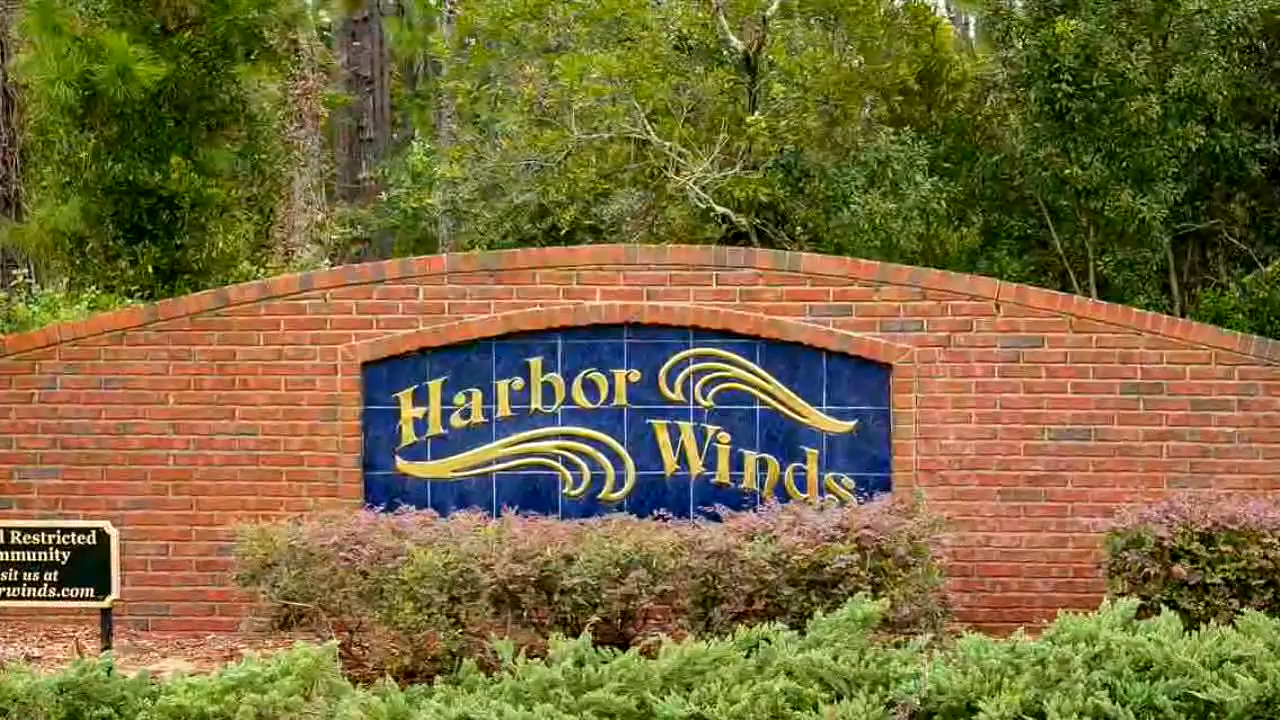 Harbor
Winds
l Restricted
mmunity
sit us at
rwinds.com